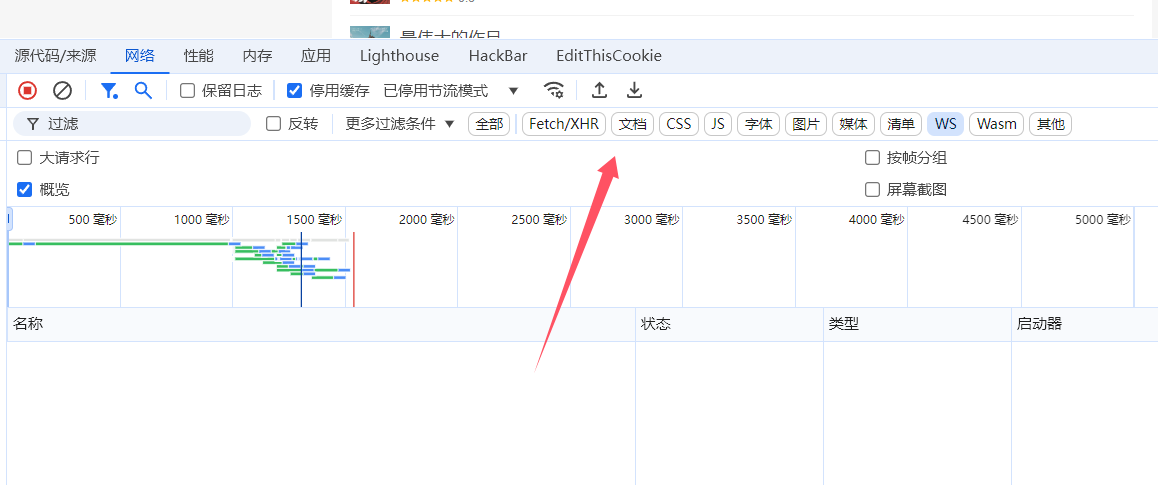 源代码/来源 网络 性能 内存 应用 Lighthouse HackBar EditThisCookie
保留日志 停用缓存 已停用节流模式
过滤 反转 更多过滤条件 全部 Fetch/XHR 文档 CSS JS 字体 图片 媒体 清单 WS Wasm 其他
大请求行 按帧分组
概览 屏幕截图
500 毫秒 1000 毫秒 1500 毫秒 2000 毫秒 2500 毫秒 3000 毫秒 3500 毫秒 4000 毫秒 4500 毫秒 5000 毫秒
名称 状态 类型 启动器